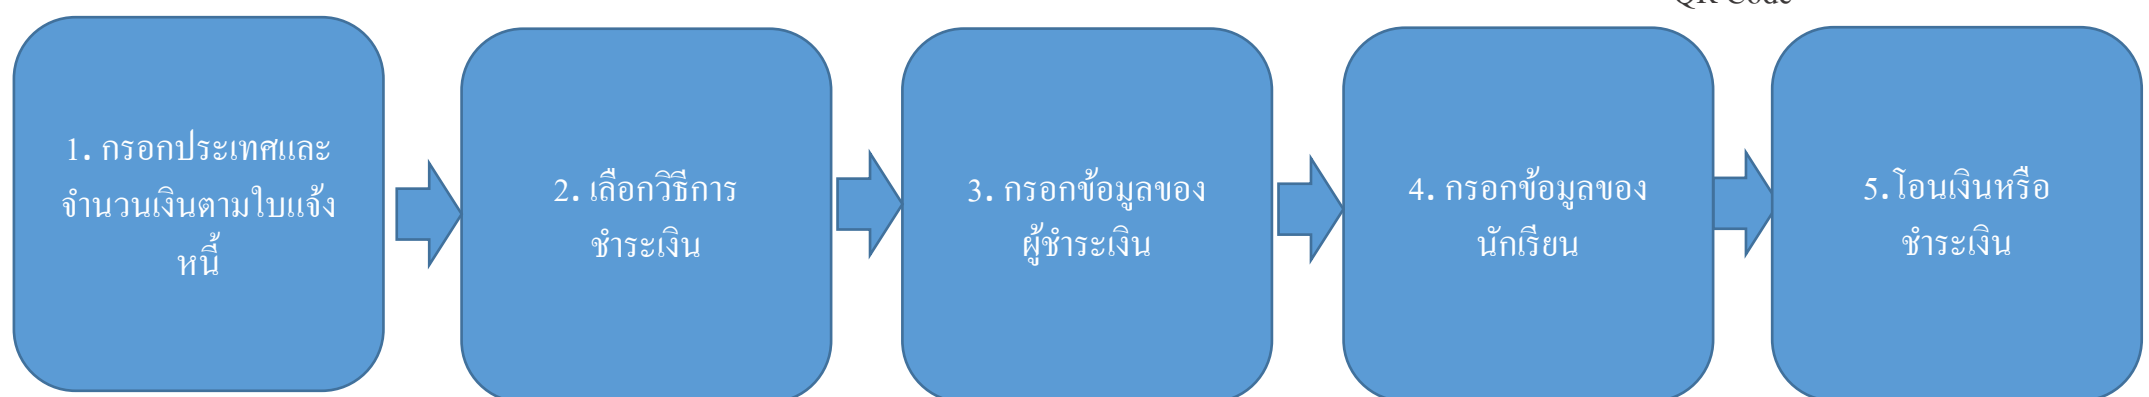 QR Code
1. กรอกประเทศและ
จำนวนเงินตามใบแจ้ง
หนี้
2. เลือกวิธีการ
ชำระเงิน
3. กรอกข้อมูลของ
ผู้ชำระเงิน
4. กรอกข้อมูลของ
นักเรียน
5.โอนเงินหรือ
ชำระเงิน